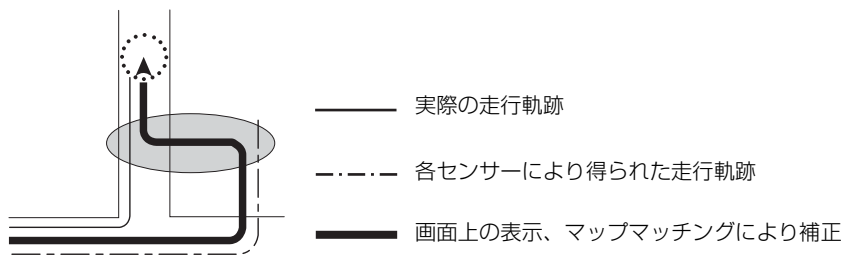 実際の走行軌跡
各センサーにより得られた走行軌跡
画面上の表示、マップマッチングにより補正